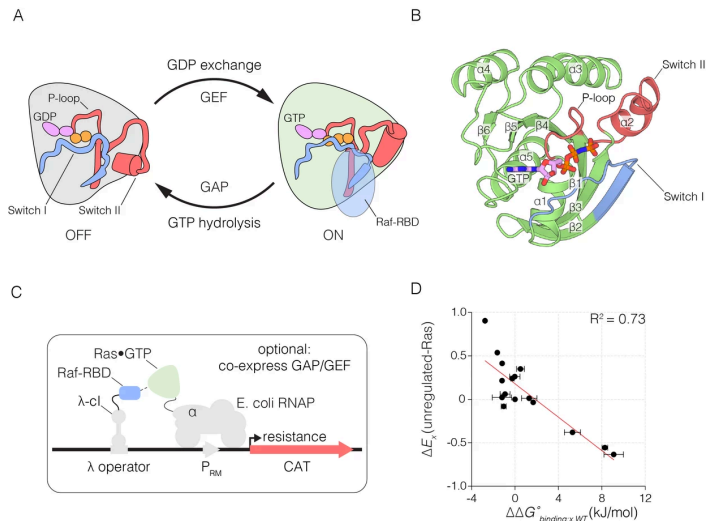 A
GDP exchange
GEF
P-loop
GDP
Switch I
Switch II
OFF
GAP
GTP hydrolysis
GTP
Raf-RBD
ON
B
α4
α3
Switch II
P-loop
α2
β6
β5
β4
α5
GTP
β1
Switch I
α1
β3
β2
C
Ras•GTP
optional:
co-express GAP/GEF
Raf-RBD
λ-cI
α
E. coli RNAP
resistance
λ operator
P_RM
CAT
D
R² = 0.73
1.0
0.5
0
-0.5
-1.0
ΔE_x (unregulated-Ras)
-4
0
4
8
12
ΔΔG°_binding:x,WT (kJ/mol)